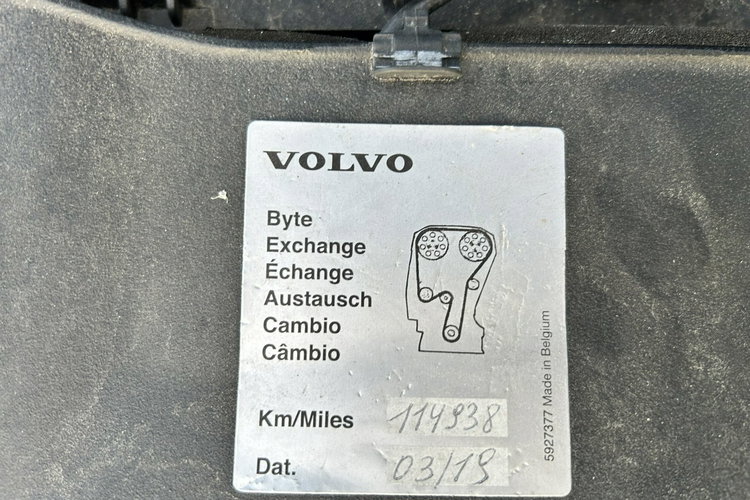 VOLVO
Byte
Exchange
Échange
Austausch
Cambio
Câmbio
Km/Miles 114938
Dat. 03/19
5927377 Made in Belgium